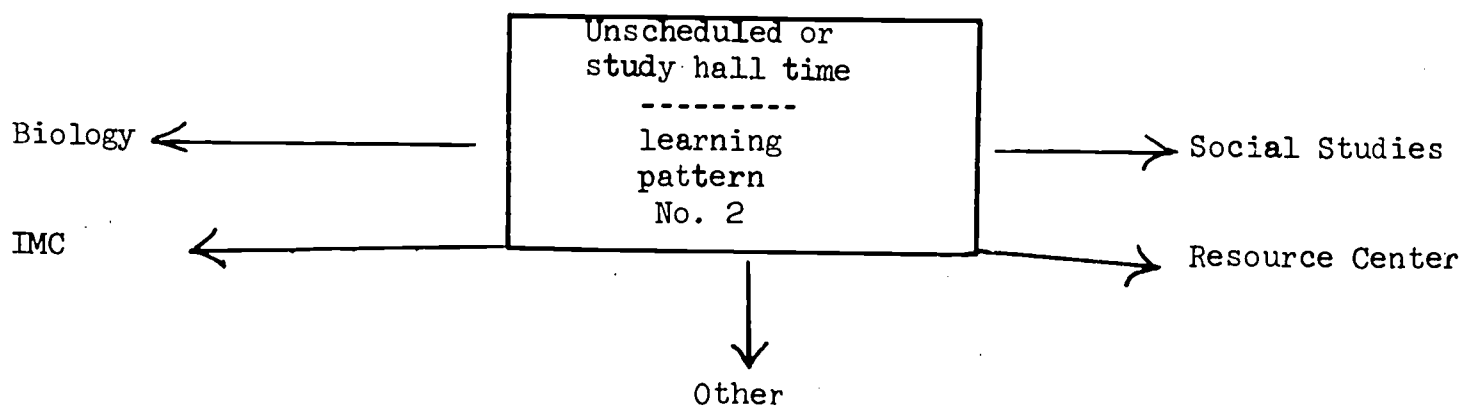 Unscheduled or
study hall time
---------
learning
pattern
No. 2
Biology
Social Studies
IMC
Resource Center
Other